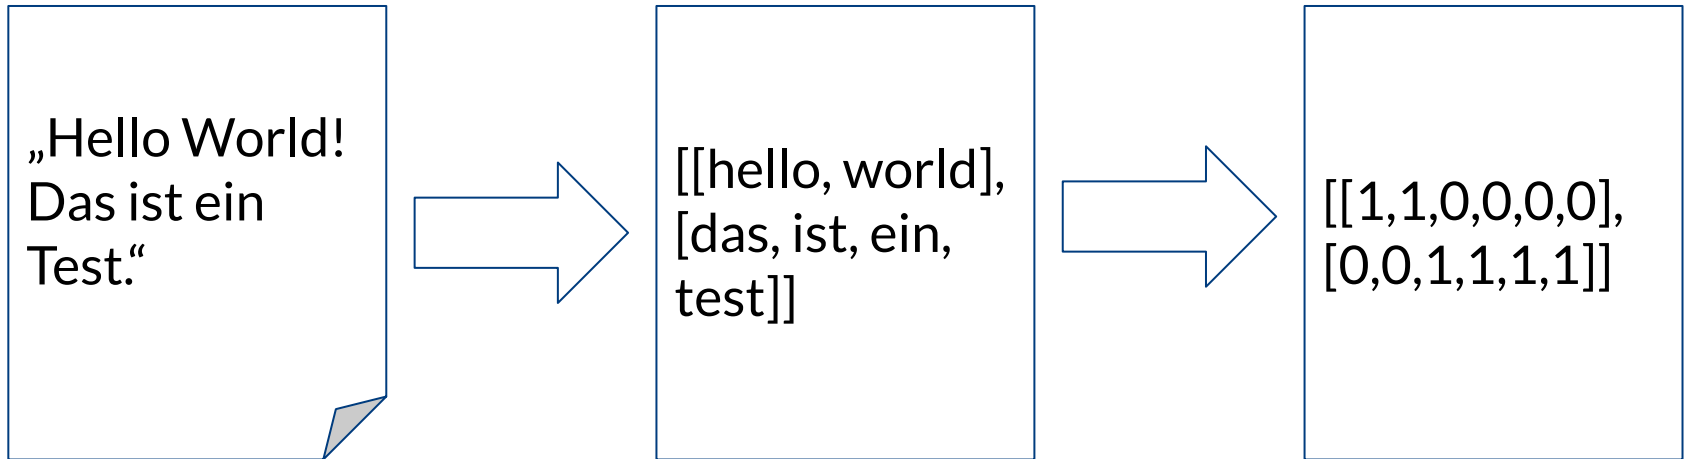 „Hello World!
Das ist ein
Test.“
[[hello, world],
[das, ist, ein,
test]]
[[1,1,0,0,0,0],
[0,0,1,1,1,1]]